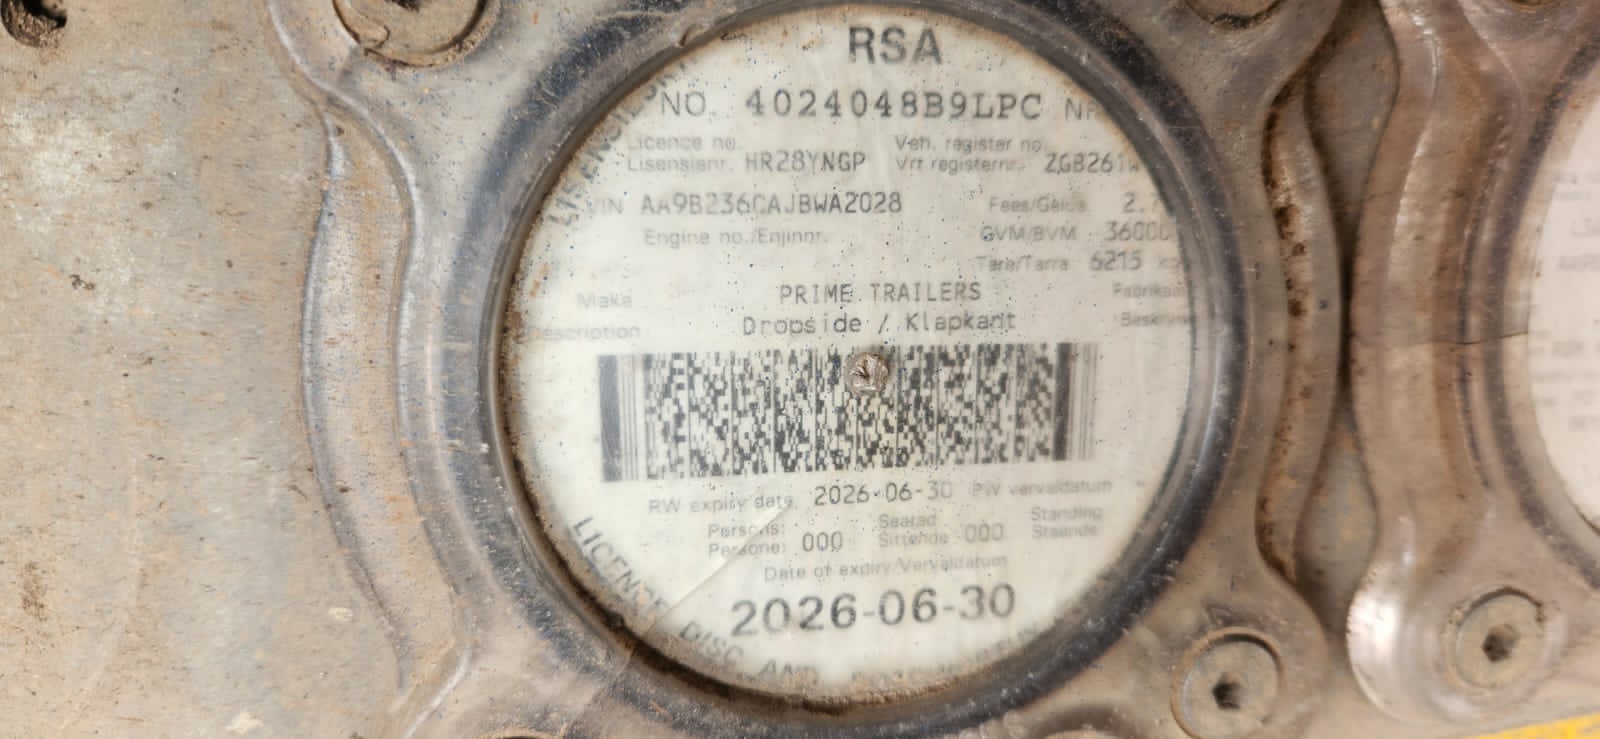 RSA
NO. 4024048B9LPC
Licence no.
Lisensienr. HR28YNGP
Veh. register no.
Vrt registernr. ZGB261
VIN AA9B236CAJBWA2028
Fees/Gelde 2.
Engine no./Enjinnr.
GVM/BVM 36000
Tare/Tarra 6215
Make PRIME TRAILERS
Description Dropside / Klapkant
RW expiry date 2026-06-30 PW vervaldatum
Persons: Seated Standing
Persone: 000 Sittende 000 Staande
Date of expiry/Vervaldatum
2026-06-30
LICENCE DISC AND